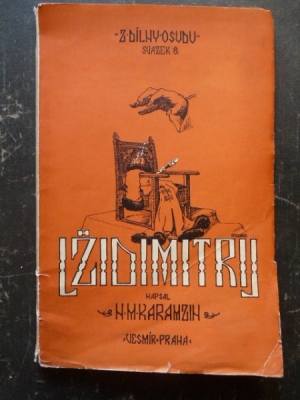 -Z·DÍLNY·OSUDU-
SVAZEK 8.
LŽIDIMITRIJ
NAPSAL
N·M·KARAMZIN
·VESMÍR·PRAHA·